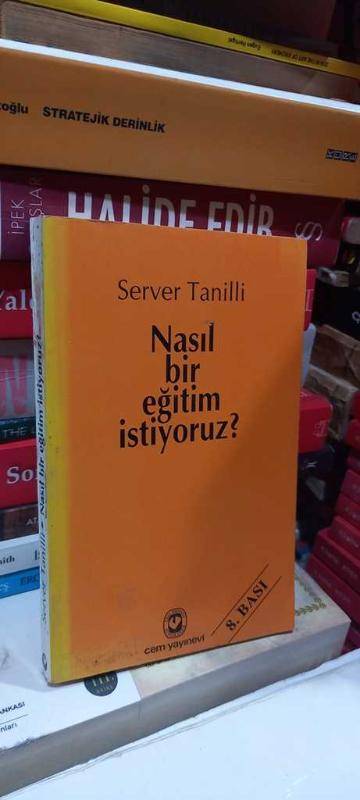 STRATEJİK DERİNLİK
İPEK
HALİDE EDİB
Server Tanilli
Nasıl
bir
eğitim
istiyoruz?
8. BASI
cem yayınevi
Server Tanilli • Nasıl bir eğitim istiyoruz?